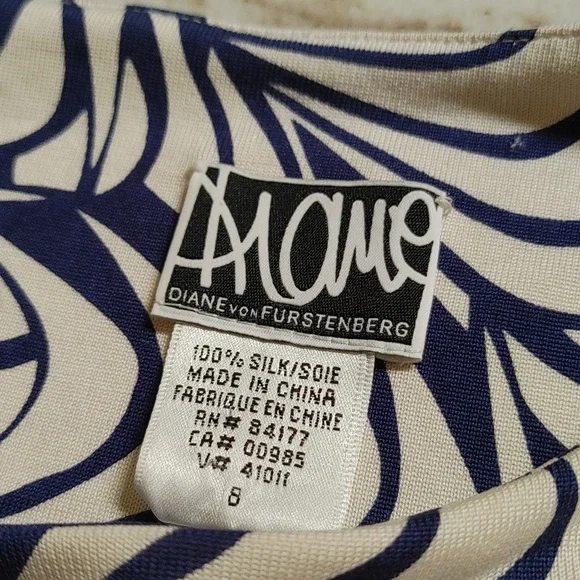 Diane
DIANE VON FURSTENBERG
100% SILK/SOIE
MADE IN CHINA
FABRIQUE EN CHINE
RN# 84177
CA# 00985
V# 41011
8